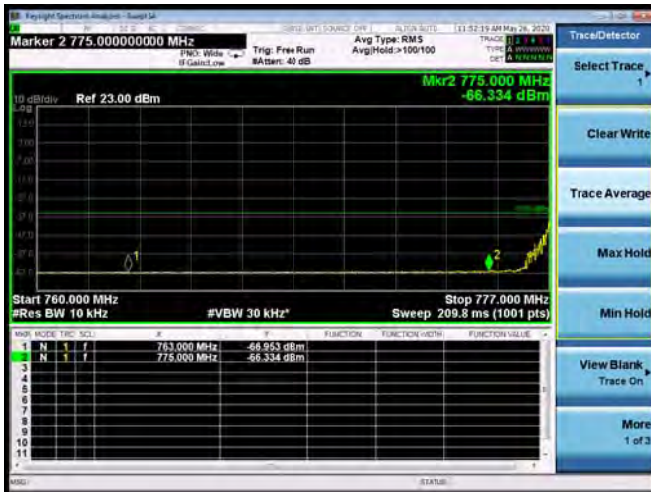 Keysight Spectrum Analyzer - Swept SA
SENSE:INT SOURCE OFF ALIGN AUTO 11:52:19 AM May 26, 2020
Marker 2 775.000000000 MHz
PNO: Wide
IFGain:Low
Trig: Free Run
#Atten: 40 dB
Avg Type: RMS
Avg|Hold:>100/100
TRACE
TYPE
DET
Mkr2 775.000 MHz
-66.334 dBm
10 dB/div Ref 23.00 dBm
Log
1
2
Start 760.000 MHz
Stop 777.000 MHz
#Res BW 10 kHz
#VBW 30 kHz*
Sweep 209.8 ms (1001 pts)
MKR MODE TRC SCL X Y FUNCTION FUNCTION WIDTH FUNCTION VALUE
1 N 1 f 763.000 MHz -66.953 dBm
2 N 1 f 775.000 MHz -66.334 dBm
3
4
5
6
7
8
9
10
11
MSG STATUS
Trace/Detector
Select Trace
1
Clear Write
Trace Average
Max Hold
Min Hold
View Blank
Trace On
More
1 of 3